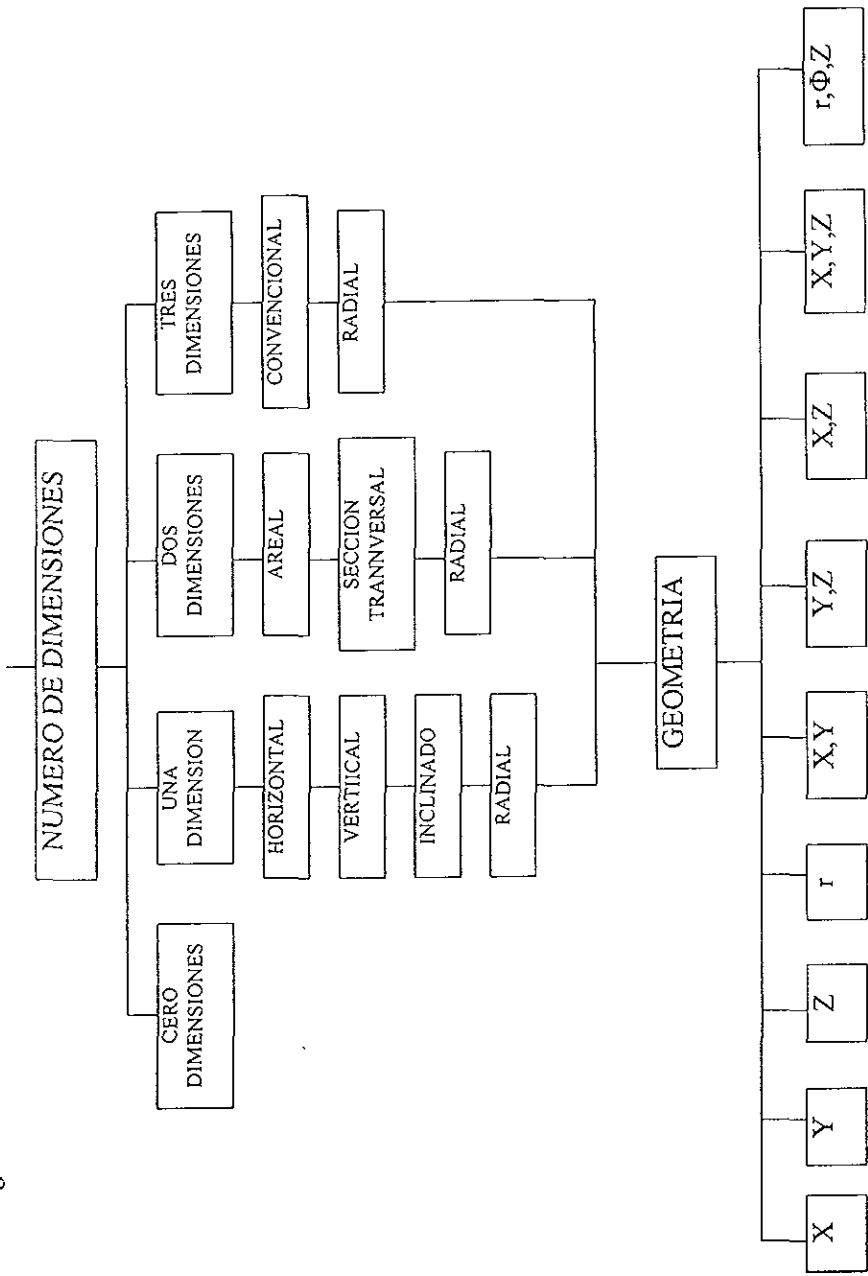 NUMERO DE DIMENSIONES
CERO
DIMENSIONES
UNA
DIMENSION
DOS
DIMENSIONES
TRES
DIMENSIONES
HORIZONTAL
AREAL
CONVENCIONAL
VERTIICAL
SECCION
TRANNVERSAL
RADIAL
INCLINADO
RADIAL
RADIAL
GEOMETRIA
X
Y
Z
r
X,Y
Y,Z
X,Z
X,Y,Z
r,Φ,Z